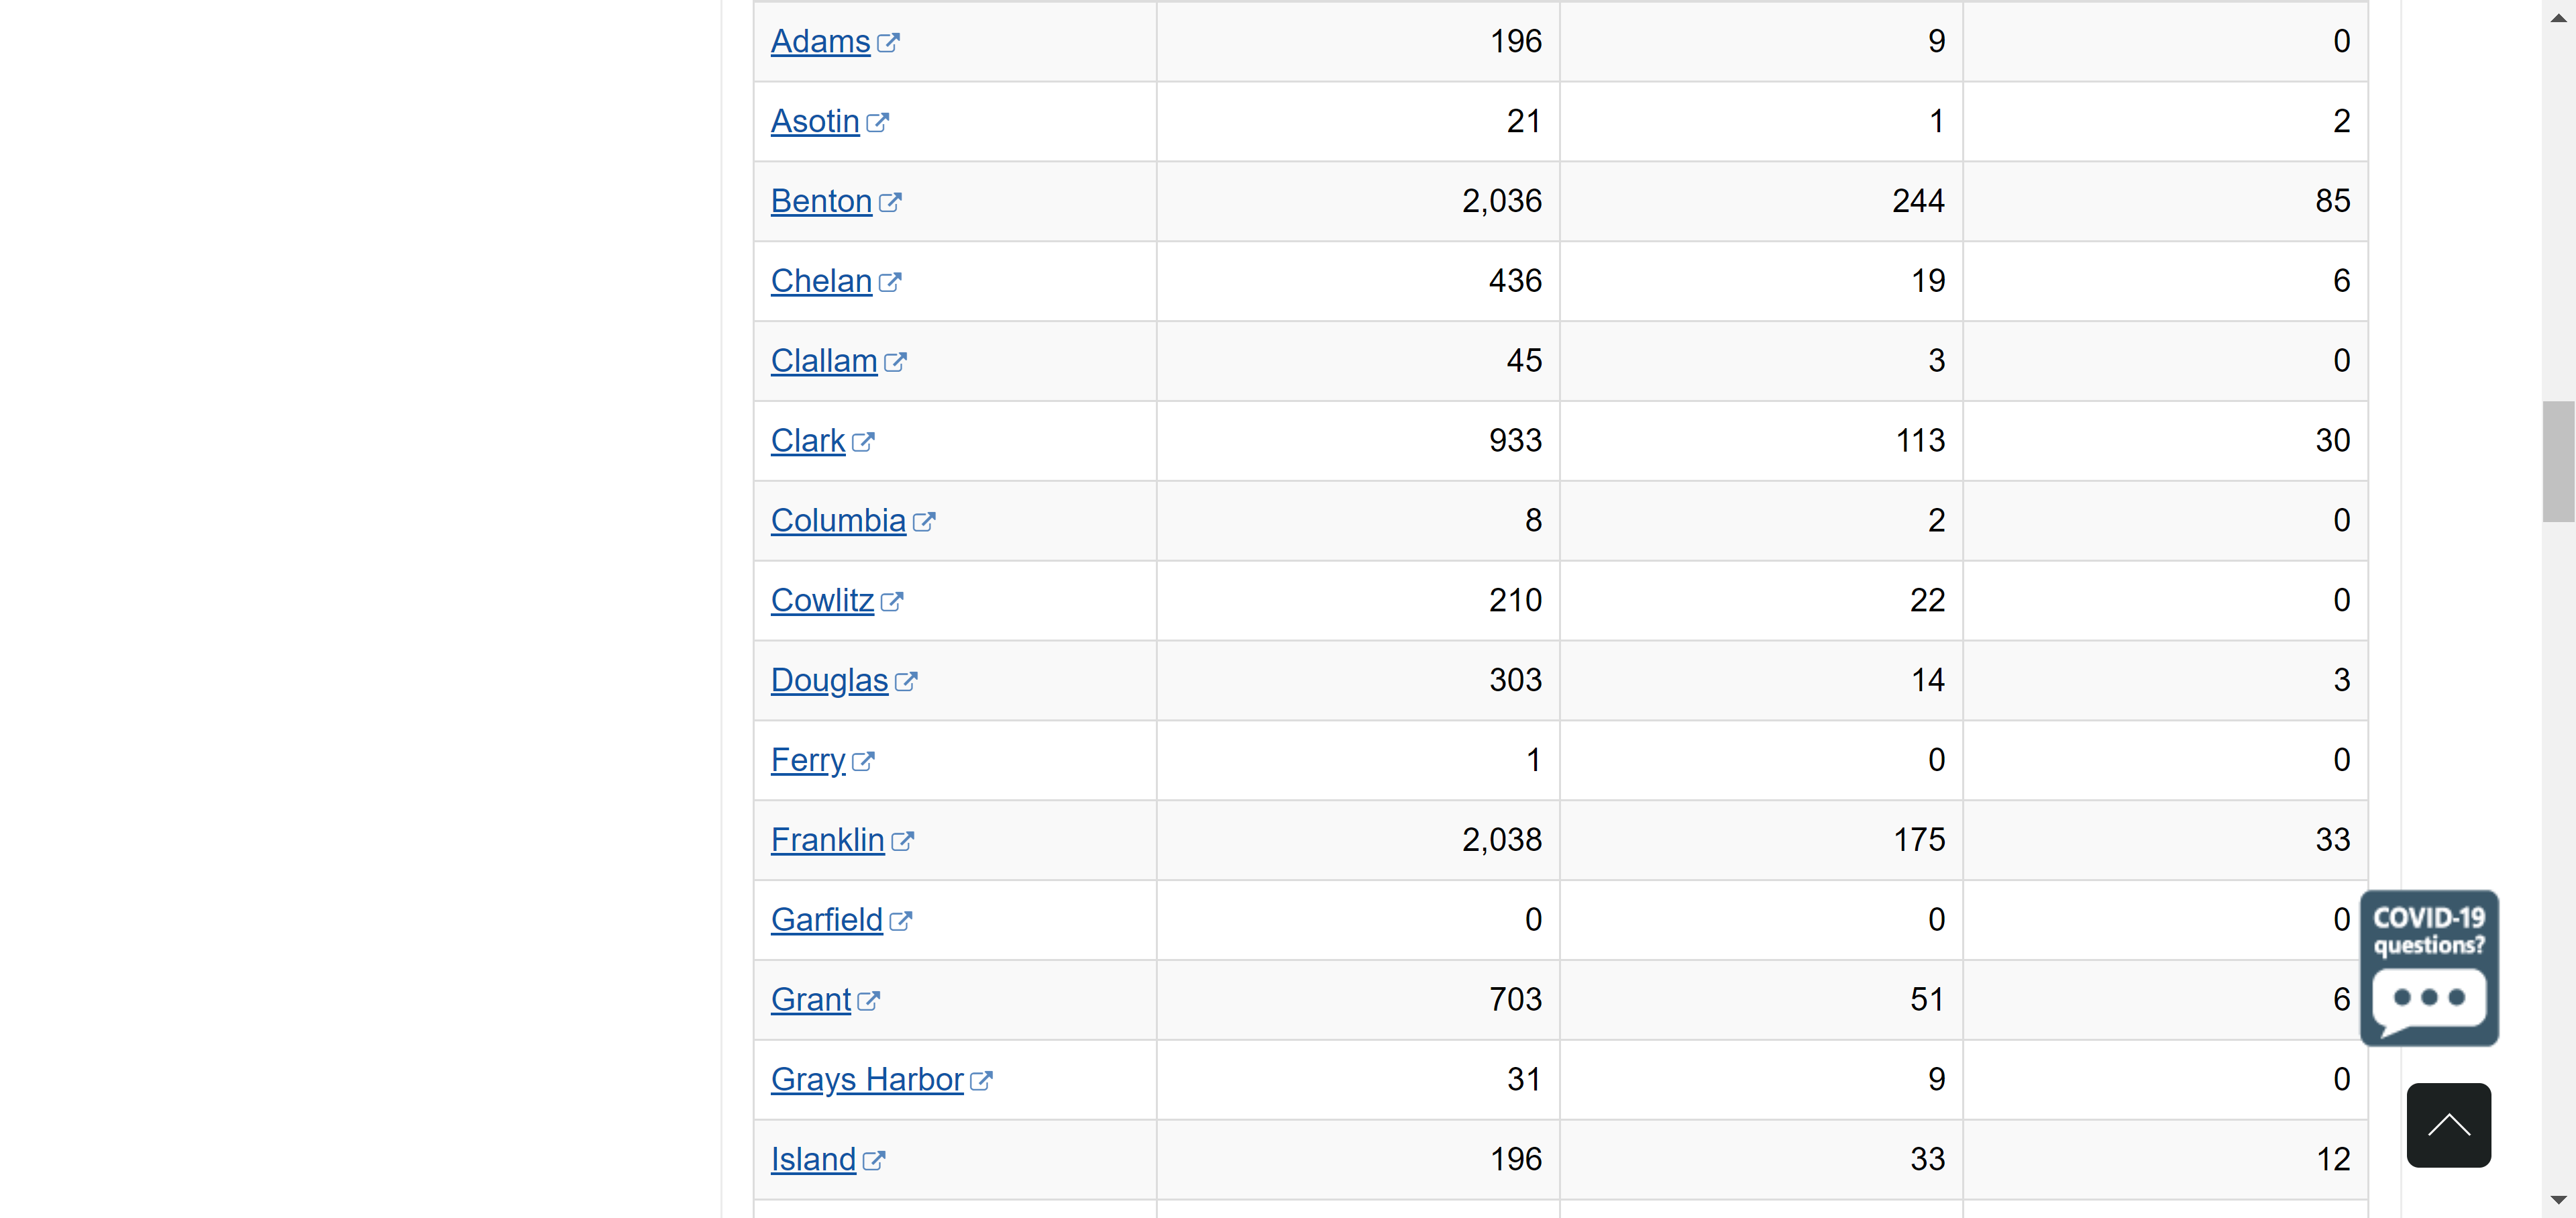 Adams 196 9 0
Asotin 21 1 2
Benton 2,036 244 85
Chelan 436 19 6
Clallam 45 3 0
Clark 933 113 30
Columbia 8 2 0
Cowlitz 210 22 0
Douglas 303 14 3
Ferry 1 0 0
Franklin 2,038 175 33
Garfield 0 0 0
Grant 703 51 6
Grays Harbor 31 9 0
Island 196 33 12
COVID-19
questions?